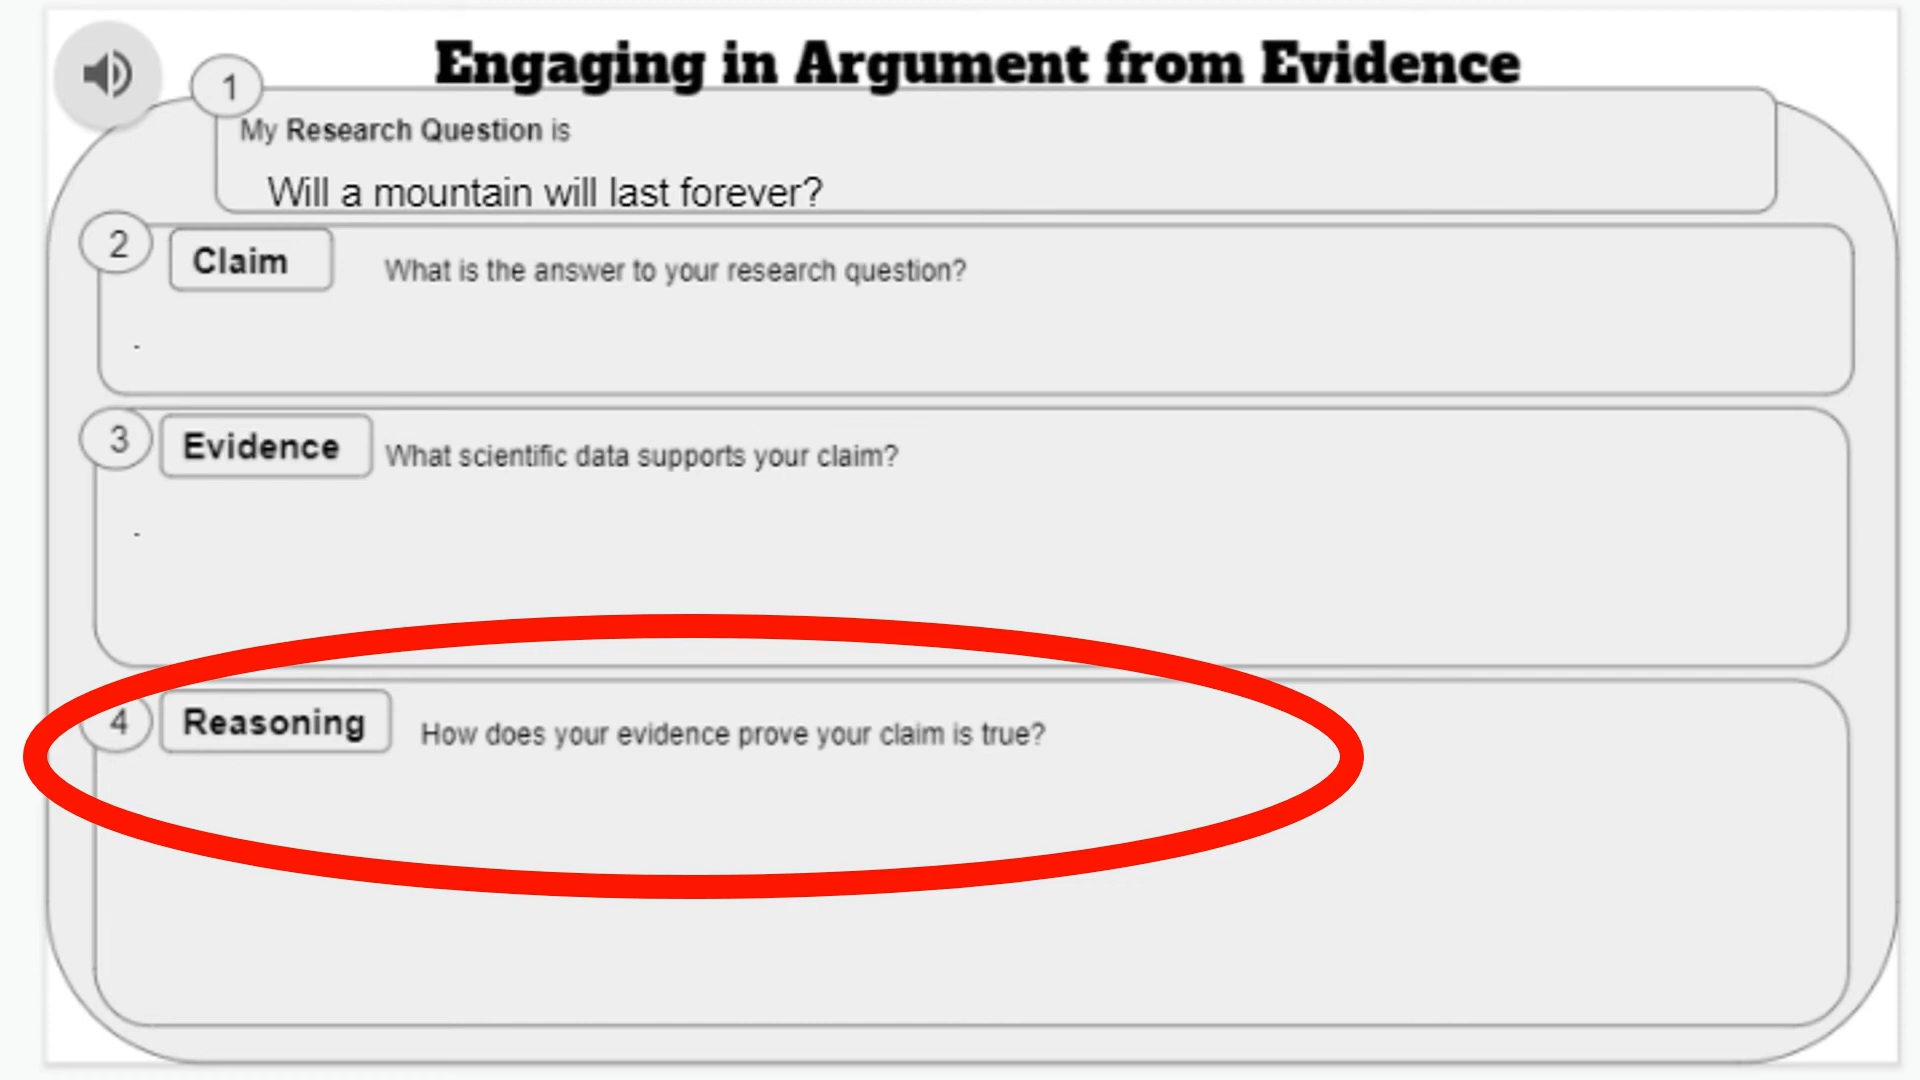 Engaging in Argument from Evidence
1
My Research Question is
Will a mountain will last forever?
2
Claim
What is the answer to your research question?
.
3
Evidence
What scientific data supports your claim?
.
4
Reasoning
How does your evidence prove your claim is true?